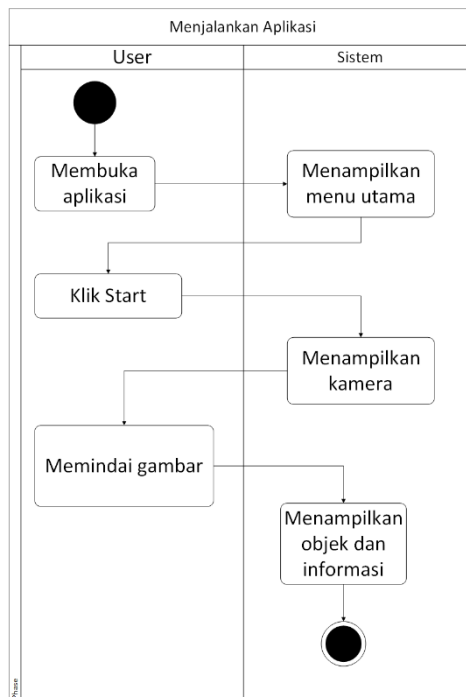 Menjalankan Aplikasi
User
Sistem
Membuka
aplikasi
Menampilkan
menu utama
Klik Start
Menampilkan
kamera
Memindai gambar
Menampilkan
objek dan
informasi
Phase